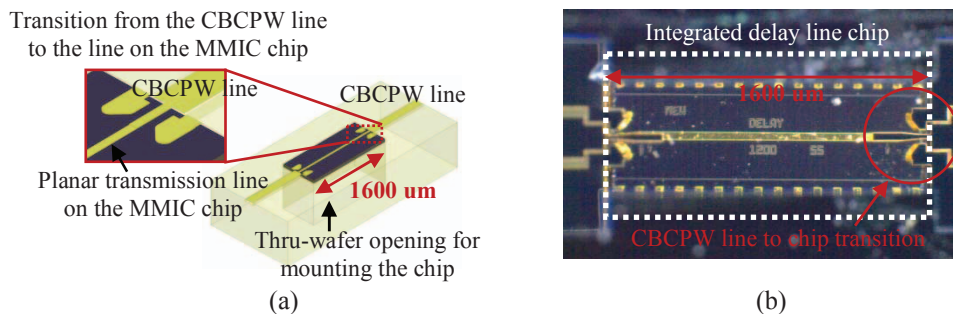 Transition from the CBCPW line
to the line on the MMIC chip
CBCPW line
CBCPW line
Planar transmission line
on the MMIC chip
1600 um
Thru-wafer opening for
mounting the chip
(a)
Integrated delay line chip
1600 um
DELAY
1200 SS
CBCPW line to chip transition
(b)